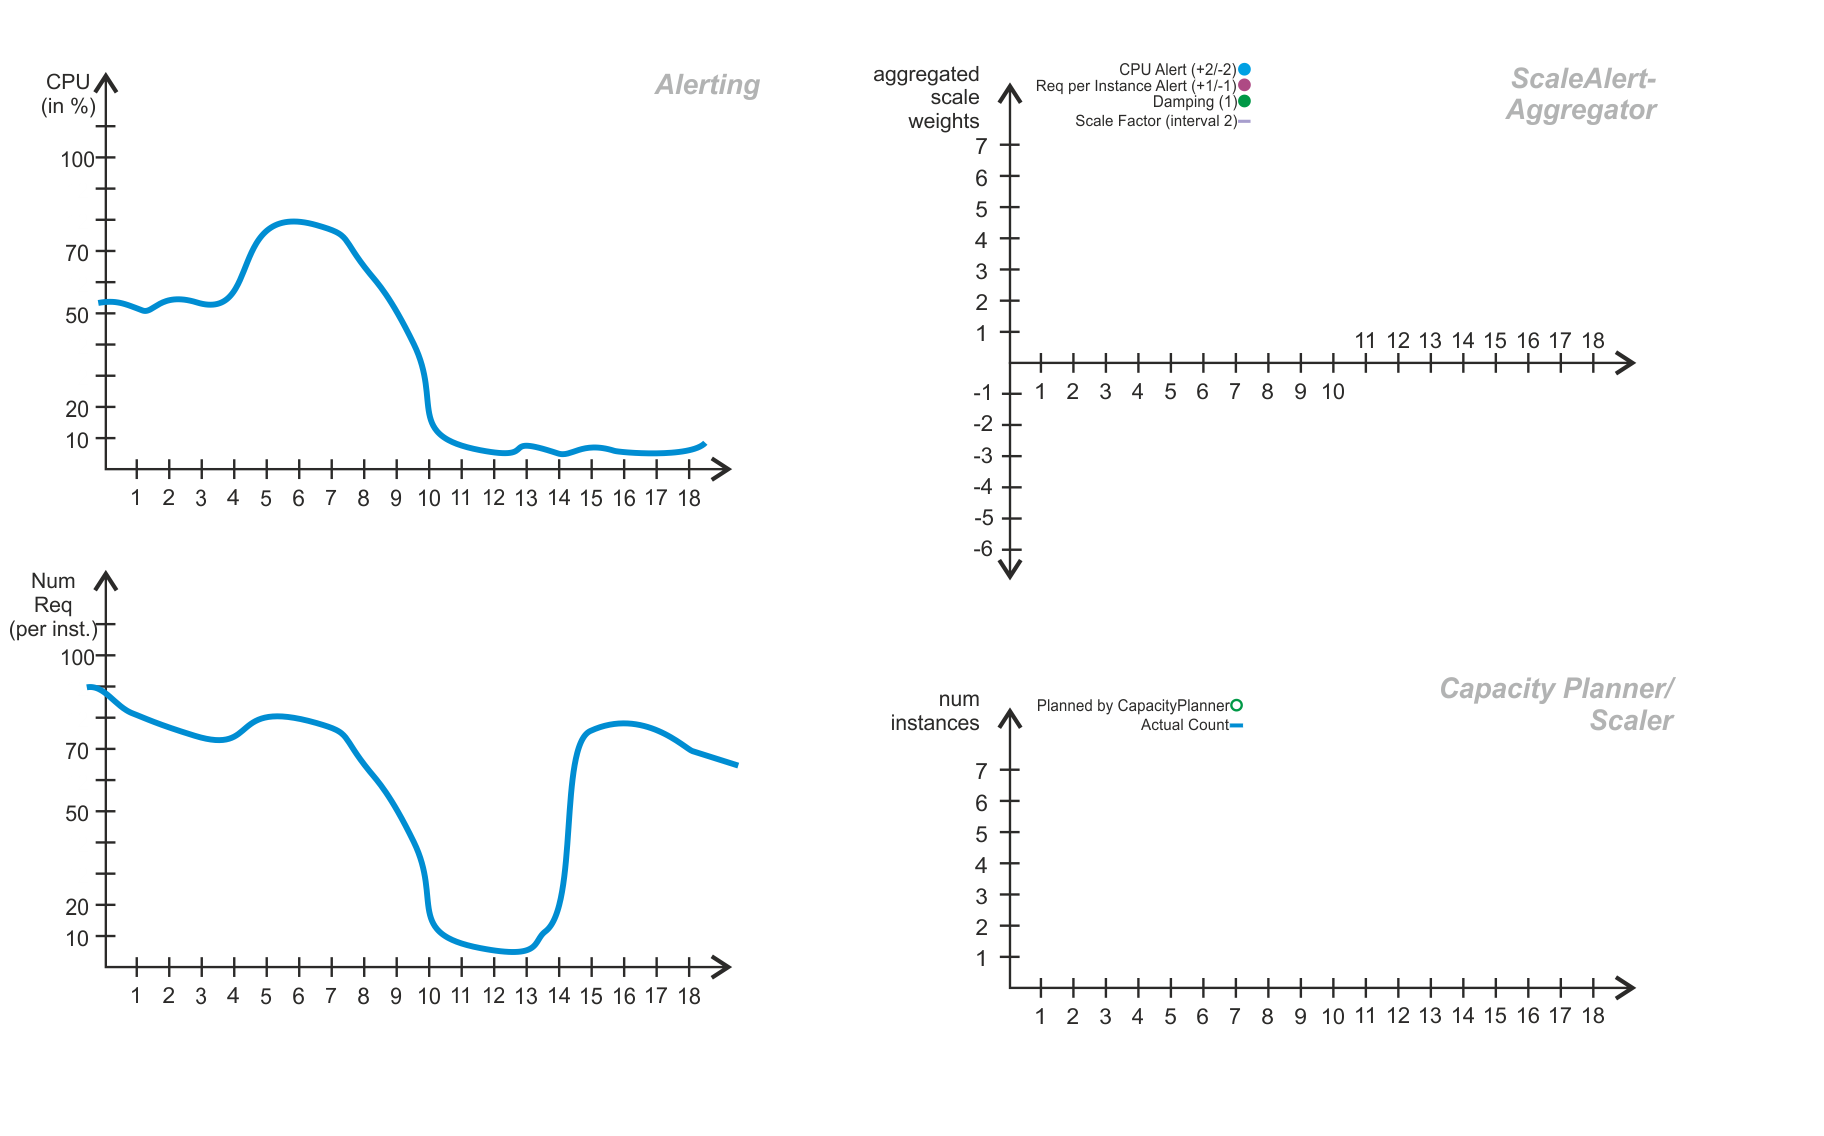 CPU
(in %)
Alerting
100
70
50
20
10
1 2 3 4 5 6 7 8 9 10 11 12 13 14 15 16 17 18
Num
Req
(per inst.)
100
70
50
20
10
1 2 3 4 5 6 7 8 9 10 11 12 13 14 15 16 17 18
aggregated
scale
weights
CPU Alert (+2/-2)
Req per Instance Alert (+1/-1)
Damping (1)
Scale Factor (interval 2)
ScaleAlert-
Aggregator
7
6
5
4
3
2
1
11 12 13 14 15 16 17 18
1 2 3 4 5 6 7 8 9 10
-1
-2
-3
-4
-5
-6
num
instances
Planned by CapacityPlanner
Actual Count
Capacity Planner/
Scaler
7
6
5
4
3
2
1
1 2 3 4 5 6 7 8 9 10 11 12 13 14 15 16 17 18